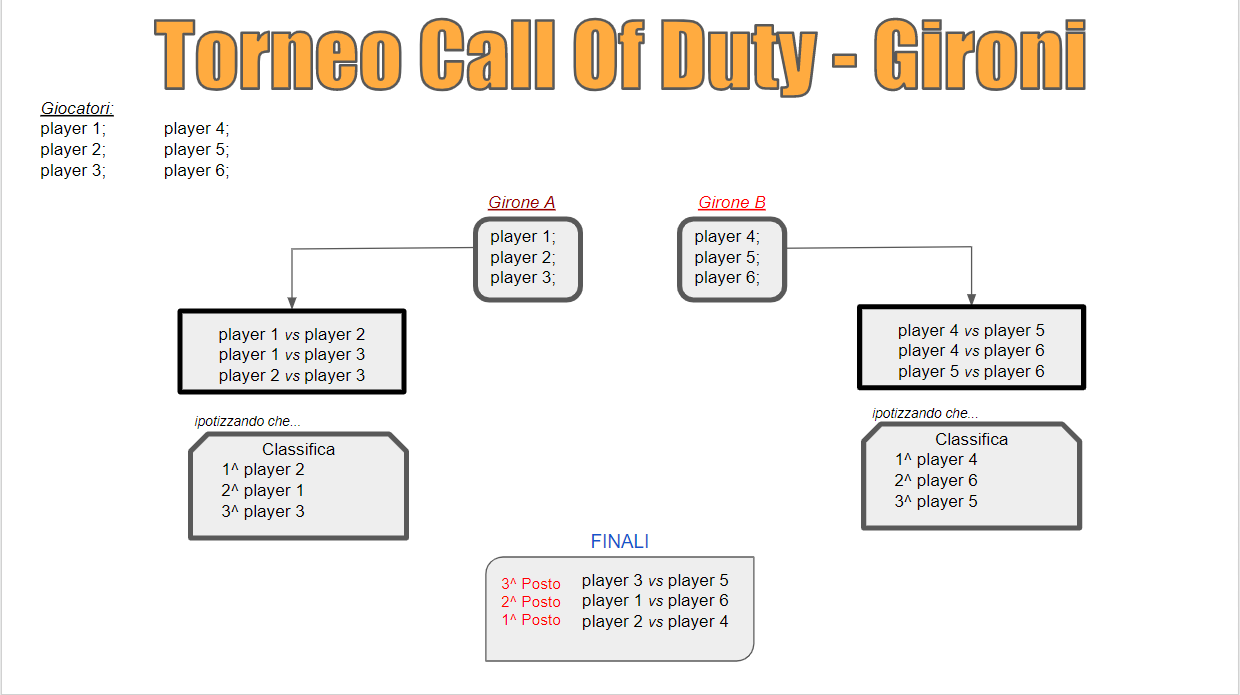 Torneo Call Of Duty - Gironi
Giocatori:
player 1; player 4;
player 2; player 5;
player 3; player 6;
Girone A
player 1;
player 2;
player 3;
Girone B
player 4;
player 5;
player 6;
player 1 vs player 2
player 1 vs player 3
player 2 vs player 3
player 4 vs player 5
player 4 vs player 6
player 5 vs player 6
ipotizzando che...
Classifica
1^ player 2
2^ player 1
3^ player 3
ipotizzando che...
Classifica
1^ player 4
2^ player 6
3^ player 5
FINALI
3^ Posto player 3 vs player 5
2^ Posto player 1 vs player 6
1^ Posto player 2 vs player 4